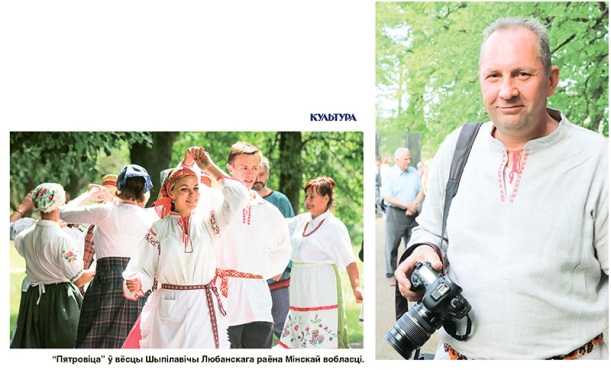 КУЛЬТУРА
“Пятровіца” ў вёсцы Шыпілавічы Любанскага раёна Мінскай вобласці.